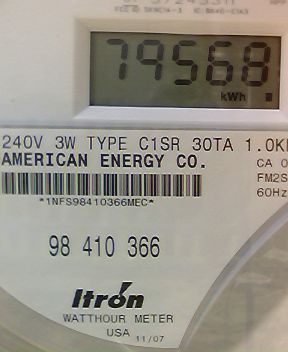 79568
kWh
240V 3W TYPE C1SR 30TA 1.0K
AMERICAN ENERGY CO. CA 0
FM2S
*1NFS98410366MEC* 60Hz
98 410 366
Itron
WATTHOUR METER
USA 11/07